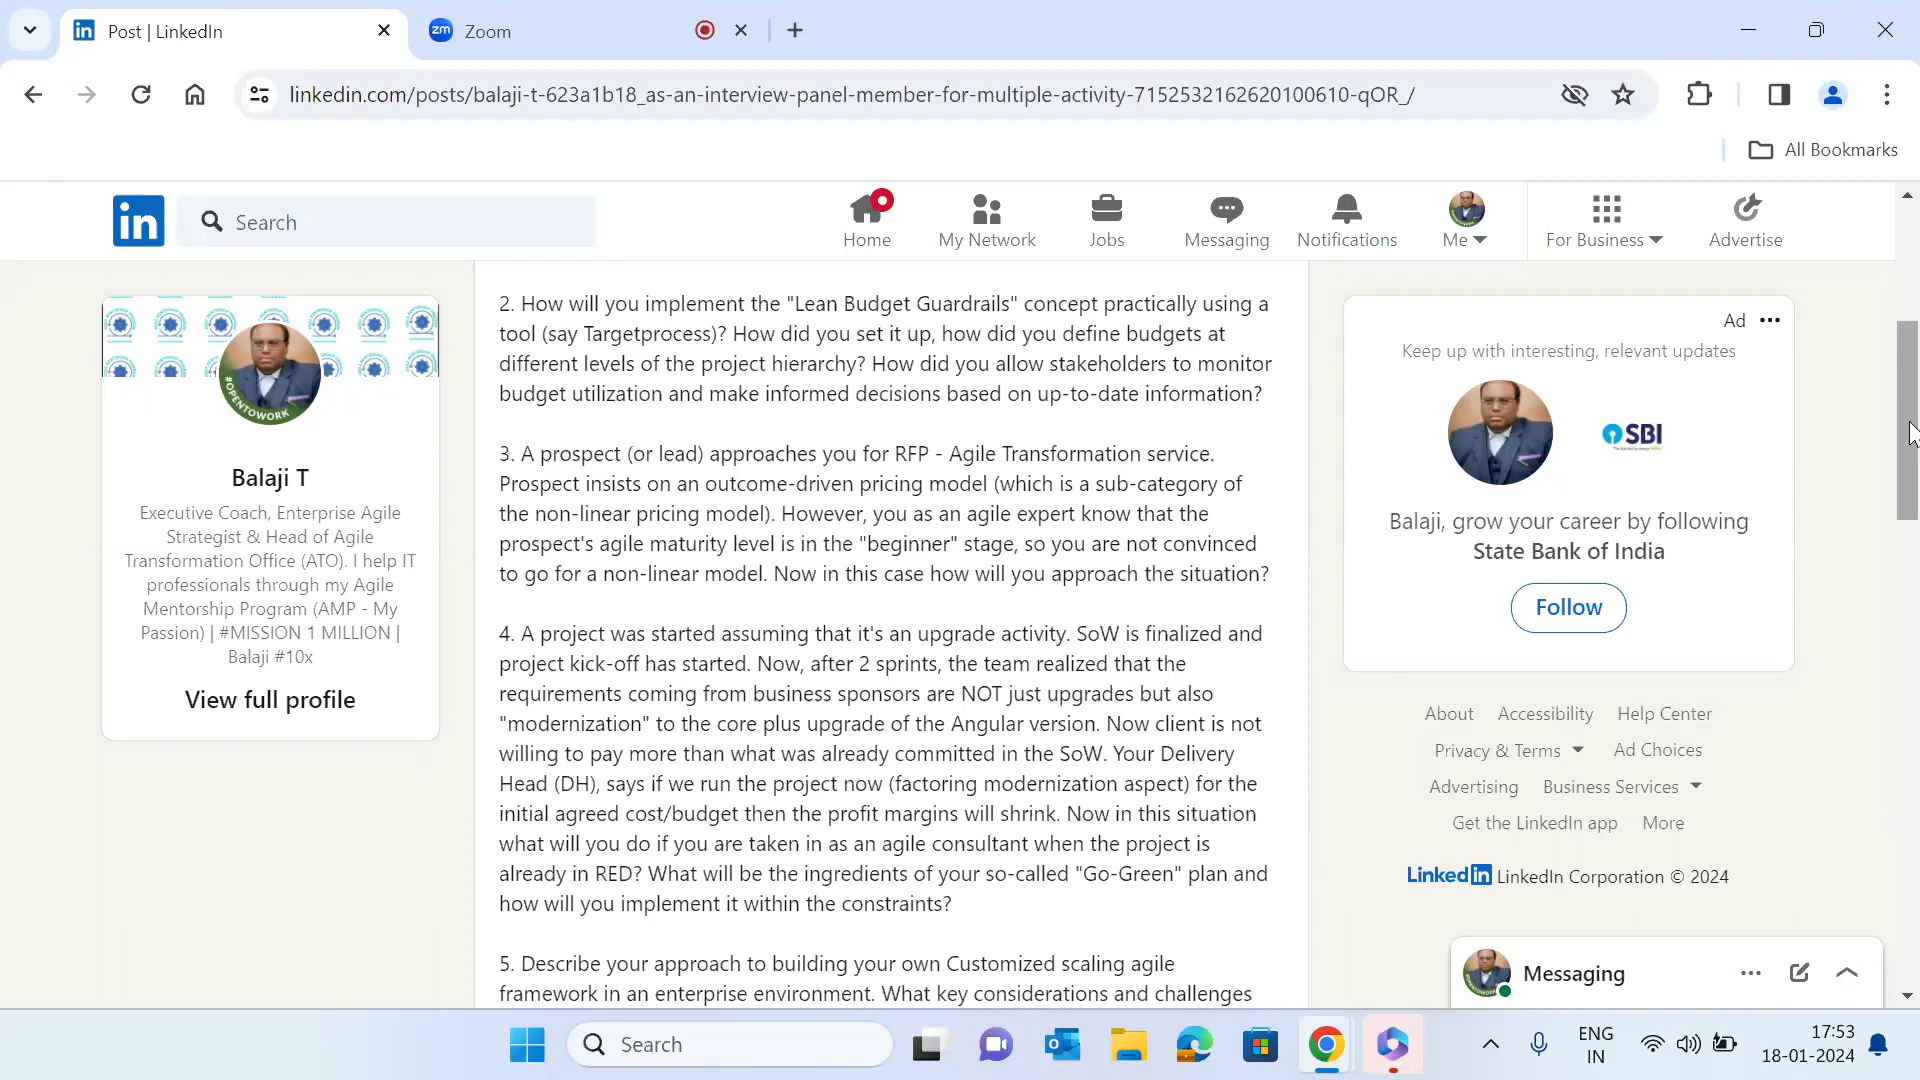 Post | LinkedIn
zm Zoom
linkedin.com/posts/balaji-t-623a1b18_as-an-interview-panel-member-for-multiple-activity-7152532162620100610-qOR_/
All Bookmarks
in
Search
Home
My Network
Jobs
Messaging
Notifications
Me
For Business
Advertise
#OPENTOWORK
Balaji T
Executive Coach, Enterprise Agile
Strategist & Head of Agile
Transformation Office (ATO). I help IT
professionals through my Agile
Mentorship Program (AMP - My
Passion) | #MISSION 1 MILLION |
Balaji #10x
View full profile
2. How will you implement the "Lean Budget Guardrails" concept practically using a
tool (say Targetprocess)? How did you set it up, how did you define budgets at
different levels of the project hierarchy? How did you allow stakeholders to monitor
budget utilization and make informed decisions based on up-to-date information?
3. A prospect (or lead) approaches you for RFP - Agile Transformation service.
Prospect insists on an outcome-driven pricing model (which is a sub-category of
the non-linear pricing model). However, you as an agile expert know that the
prospect's agile maturity level is in the "beginner" stage, so you are not convinced
to go for a non-linear model. Now in this case how will you approach the situation?
4. A project was started assuming that it's an upgrade activity. SoW is finalized and
project kick-off has started. Now, after 2 sprints, the team realized that the
requirements coming from business sponsors are NOT just upgrades but also
"modernization" to the core plus upgrade of the Angular version. Now client is not
willing to pay more than what was already committed in the SoW. Your Delivery
Head (DH), says if we run the project now (factoring modernization aspect) for the
initial agreed cost/budget then the profit margins will shrink. Now in this situation
what will you do if you are taken in as an agile consultant when the project is
already in RED? What will be the ingredients of your so-called "Go-Green" plan and
how will you implement it within the constraints?
5. Describe your approach to building your own Customized scaling agile
framework in an enterprise environment. What key considerations and challenges
Ad
Keep up with interesting, relevant updates
SBI
Balaji, grow your career by following
State Bank of India
Follow
About Accessibility Help Center
Privacy & Terms Ad Choices
Advertising Business Services
Get the LinkedIn app More
Linked in LinkedIn Corporation © 2024
Messaging
Search
ENG
IN
17:53
18-01-2024